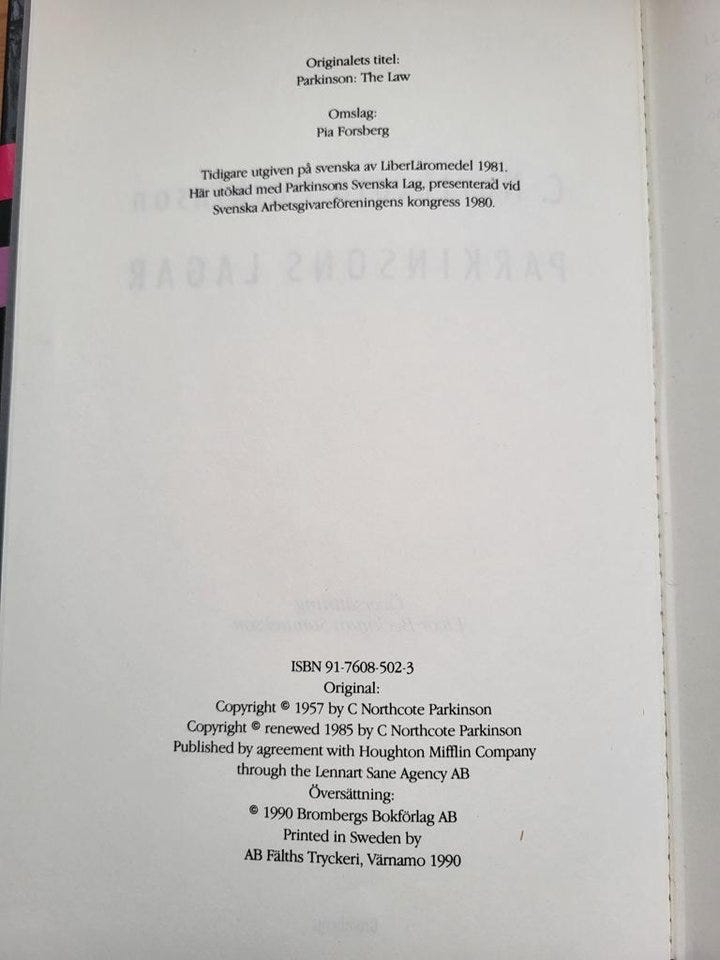 Originalets titel:
Parkinson: The Law
Omslag:
Pia Forsberg
Tidigare utgiven på svenska av LiberLäromedel 1981.
Här utökad med Parkinsons Svenska Lag, presenterad vid
Svenska Arbetsgivareföreningens kongress 1980.
PARKINSONS LAGAR
Översättning
ISBN 91-7608-502-3
Original:
Copyright © 1957 by C Northcote Parkinson
Copyright © renewed 1985 by C Northcote Parkinson
Published by agreement with Houghton Mifflin Company
through the Lennart Sane Agency AB
Översättning:
© 1990 Brombergs Bokförlag AB
Printed in Sweden by
AB Fälths Tryckeri, Värnamo 1990